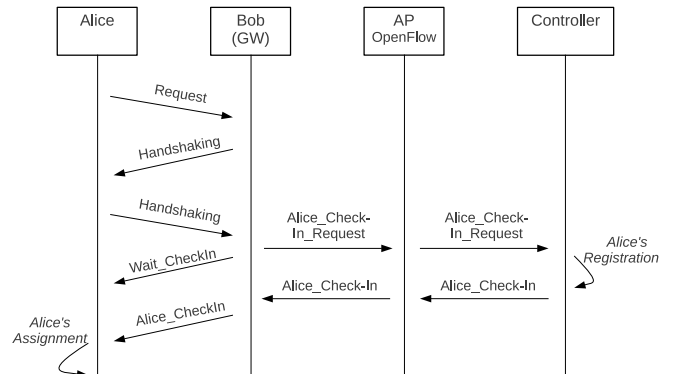 Alice
Bob
(GW)
AP
OpenFlow
Controller
Request
Handshaking
Handshaking
Alice_Check-
In_Request
Alice_Check-
In_Request
Alice's
Registration
Wait_CheckIn
Alice_Check-In
Alice_Check-In
Alice_CheckIn
Alice's
Assignment